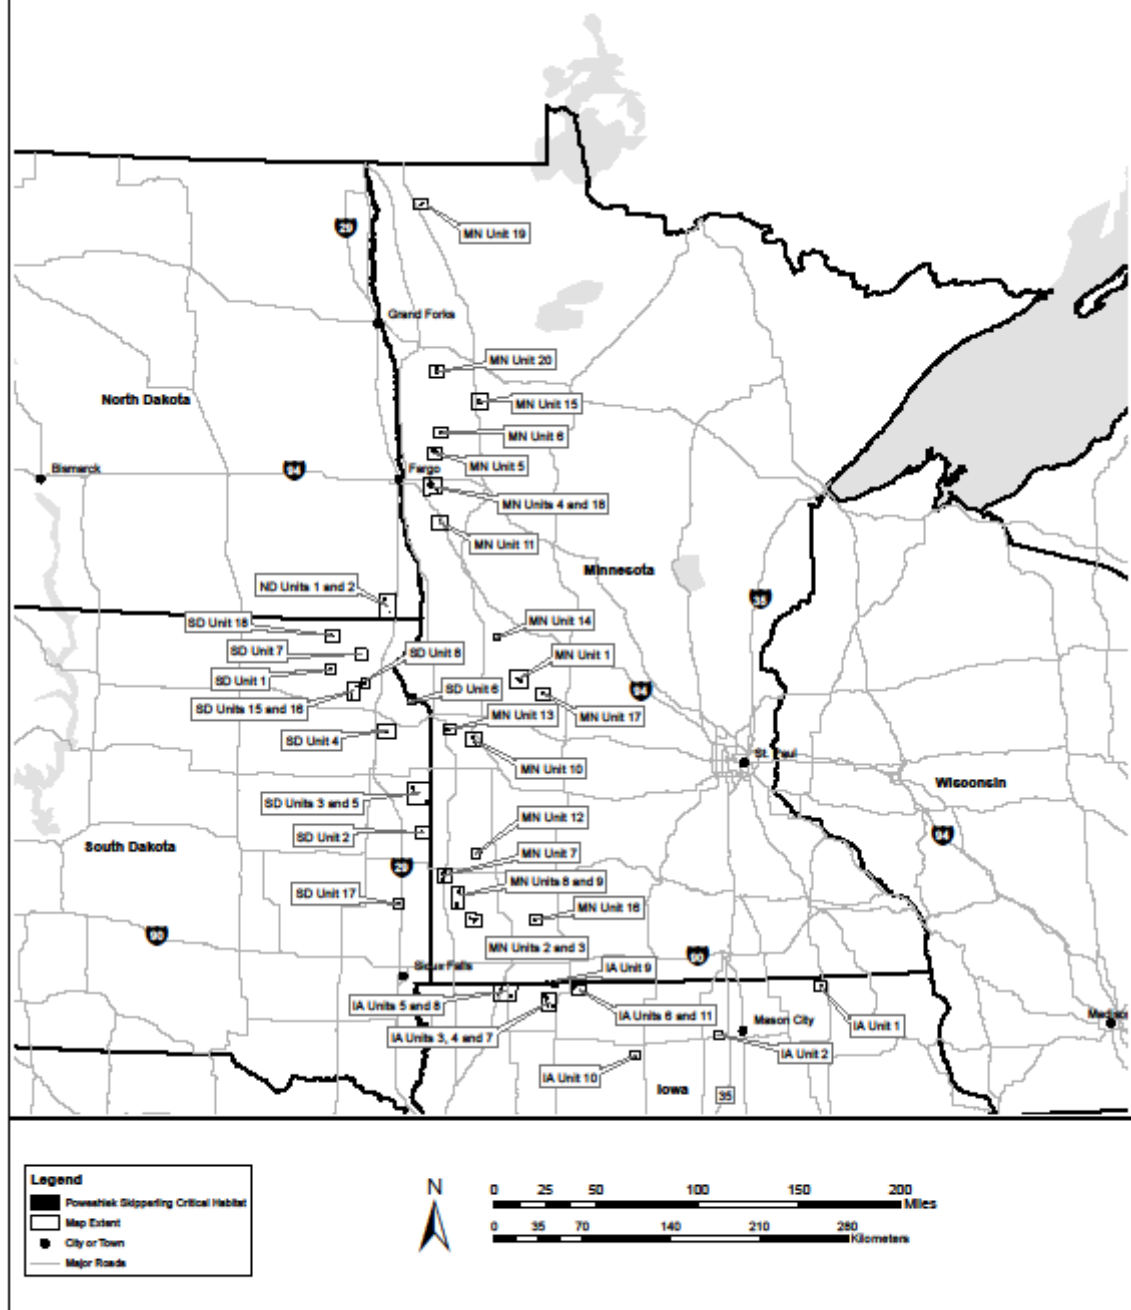 MN Unit 19
29
Grand Forks
MN Unit 20
North Dakota
MN Unit 15
MN Unit 6
Bismarck
94
Fargo
MN Unit 5
MN Units 4 and 18
MN Unit 11
Minnesota
ND Units 1 and 2
35
SD Unit 18
MN Unit 14
SD Unit 7
SD Unit 8
MN Unit 1
SD Unit 1
SD Unit 6
94
SD Units 15 and 16
MN Unit 13
MN Unit 17
SD Unit 4
St. Paul
MN Unit 10
Wisconsin
SD Units 3 and 5
MN Unit 12
SD Unit 2
94
South Dakota
MN Unit 7
29
MN Units 8 and 9
SD Unit 17
MN Unit 16
90
MN Units 2 and 3
90
Sioux Falls
IA Unit 9
IA Units 5 and 8
IA Units 6 and 11
Mason City
IA Unit 1
IA Units 3, 4 and 7
IA Unit 2
IA Unit 10
Iowa
35
Legend
Poweshiek Skipperling Critical Habitat
Map Extent
City or Town
Major Roads
N
0 25 50 100 150 200
Miles
0 35 70 140 210 280
Kilometers